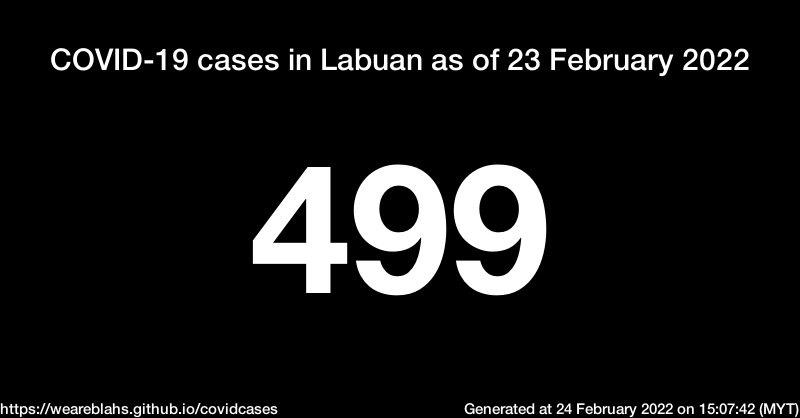 COVID-19 cases in Labuan as of 23 February 2022
499
https://weareblahs.github.io/covidcases
Generated at 24 February 2022 on 15:07:42 (MYT)